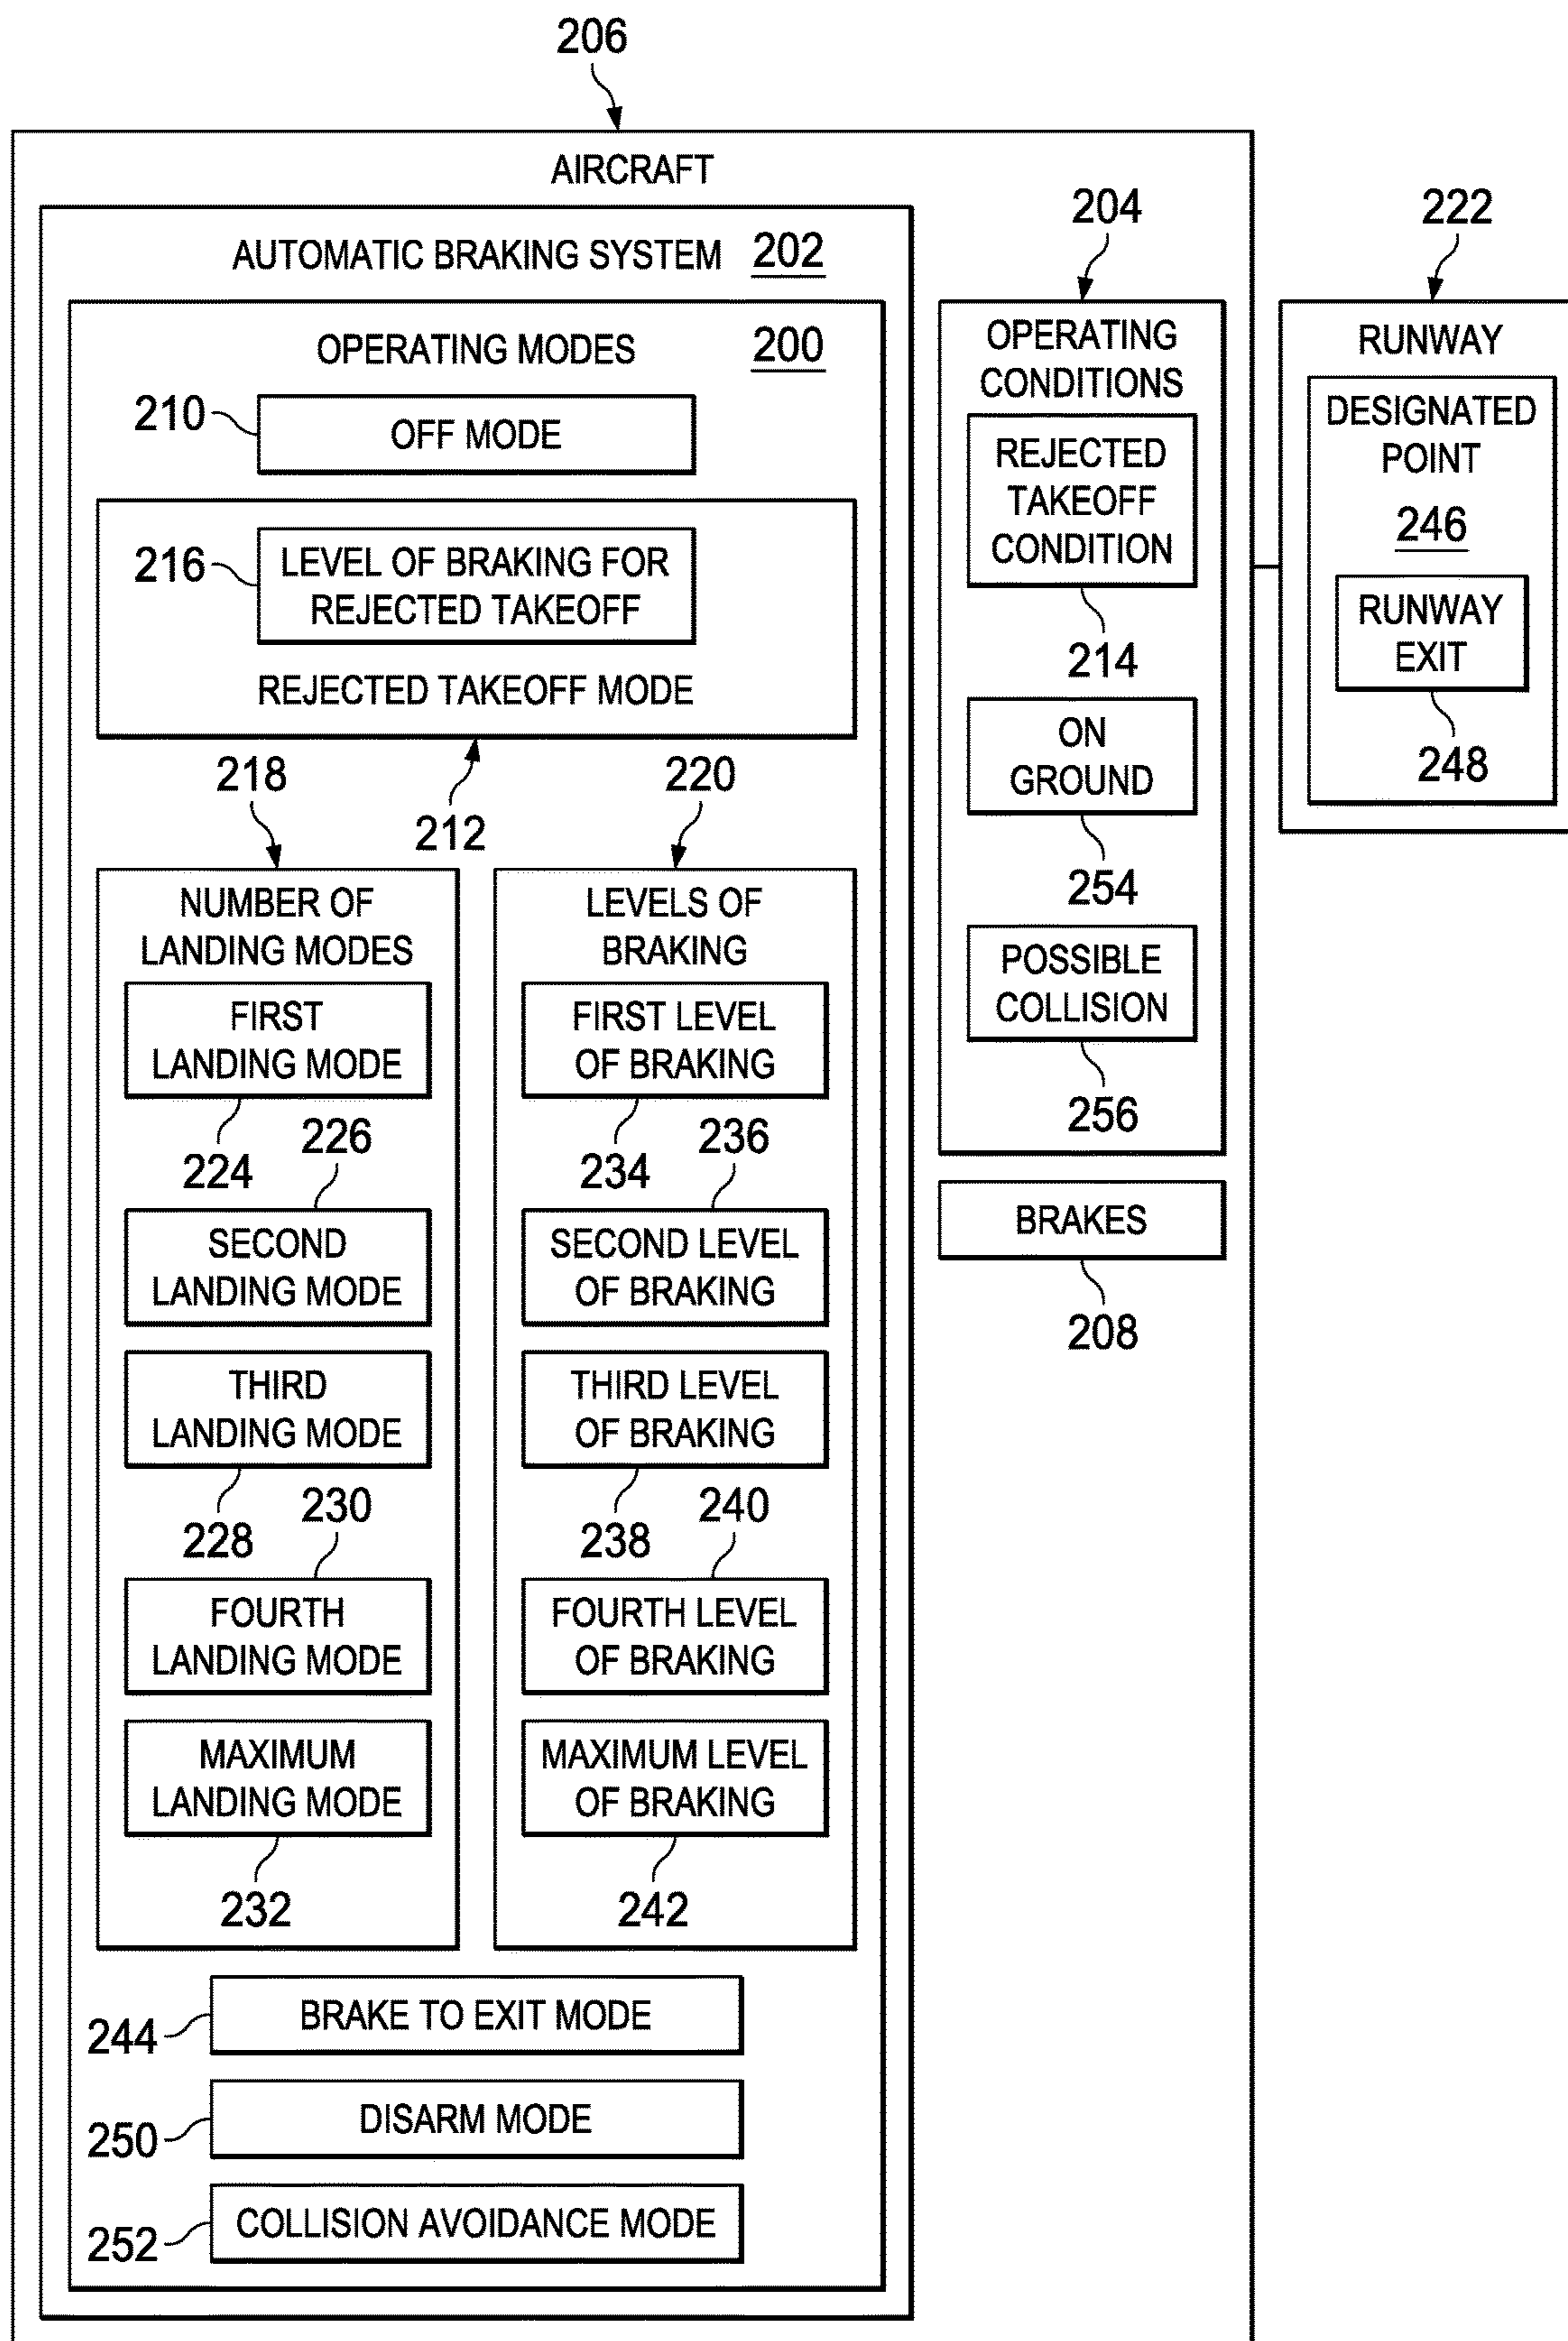 206
AIRCRAFT
AUTOMATIC BRAKING SYSTEM 202
OPERATING MODES 200
210
OFF MODE
216
LEVEL OF BRAKING FOR
REJECTED TAKEOFF
REJECTED TAKEOFF MODE
212
218
NUMBER OF
LANDING MODES
FIRST
LANDING MODE
224
226
SECOND
LANDING MODE
THIRD
LANDING MODE
228
230
FOURTH
LANDING MODE
MAXIMUM
LANDING MODE
232
220
LEVELS OF
BRAKING
FIRST LEVEL
OF BRAKING
234
236
SECOND LEVEL
OF BRAKING
THIRD LEVEL
OF BRAKING
238
240
FOURTH LEVEL
OF BRAKING
MAXIMUM LEVEL
OF BRAKING
242
244
BRAKE TO EXIT MODE
250
DISARM MODE
252
COLLISION AVOIDANCE MODE
204
OPERATING
CONDITIONS
REJECTED
TAKEOFF
CONDITION
214
ON
GROUND
254
POSSIBLE
COLLISION
256
BRAKES
208
222
RUNWAY
DESIGNATED
POINT
246
RUNWAY
EXIT
248